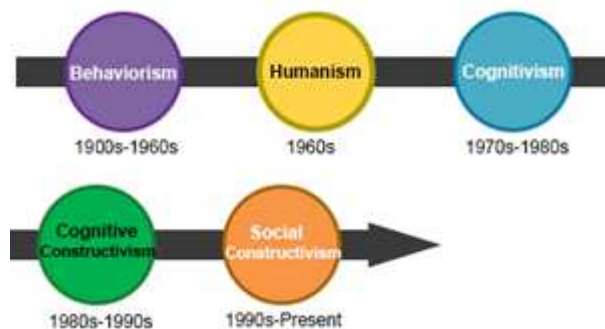 Behaviorism
Humanism
Cognitivism
1900s-1960s
1960s
1970s-1980s
Cognitive
Constructivism
Social
Constructivism
1980s-1990s
1990s-Present